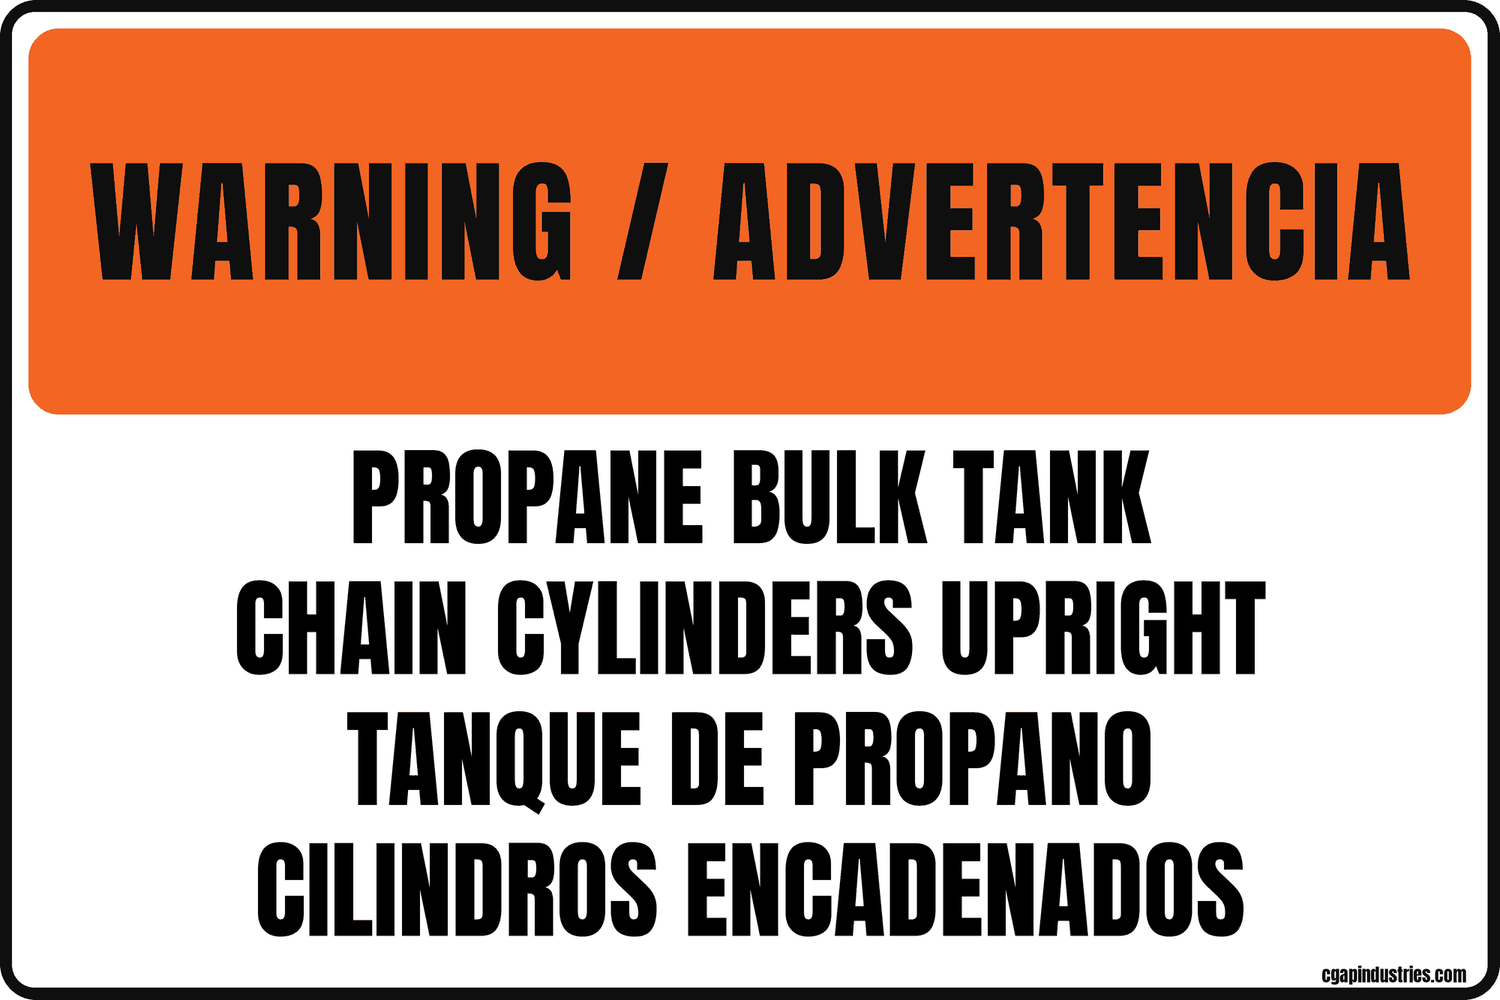 WARNING / ADVERTENCIA
PROPANE BULK TANK
CHAIN CYLINDERS UPRIGHT
TANQUE DE PROPANO
CILINDROS ENCADENADOS
cgapindustries.com